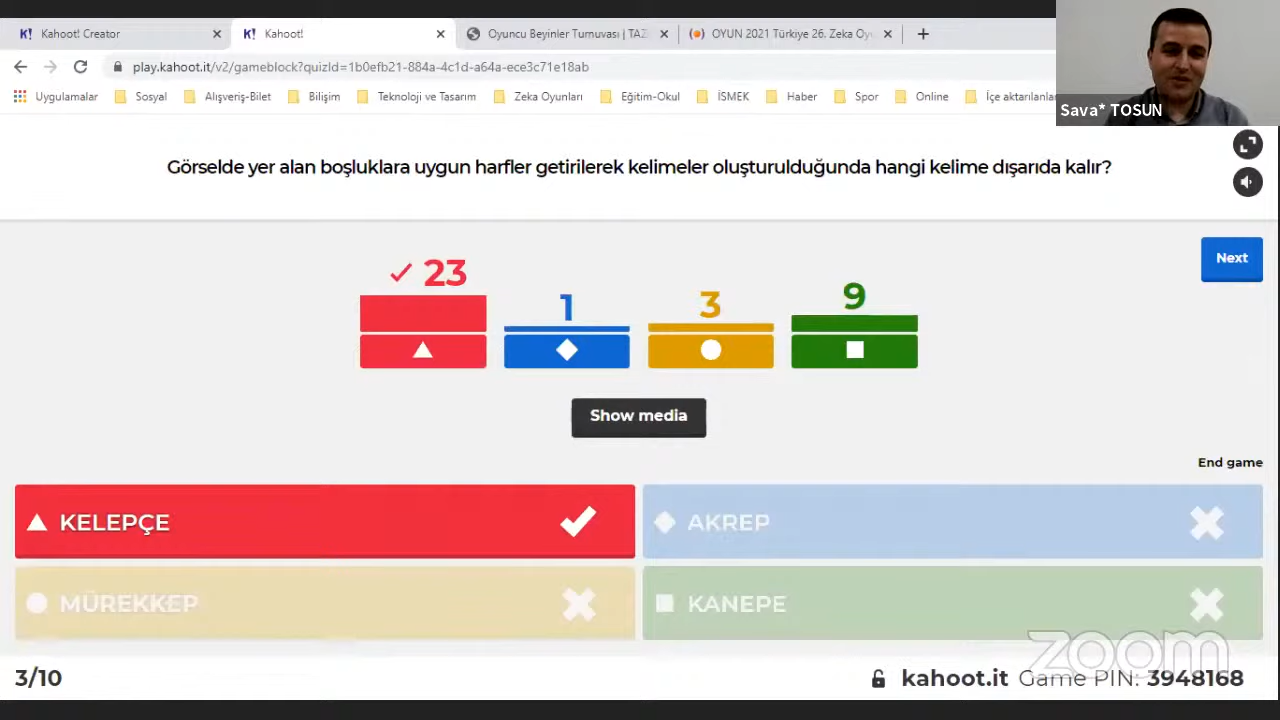 Kahoot! Creator
Kahoot!
Oyuncu Beyinler Turnuvası | TAZ
OYUN 2021 Türkiye 26. Zeka Oyu
play.kahoot.it/v2/gameblock?quizId=1b0efb21-884a-4c1d-a64a-ece3c71e18ab
Uygulamalar
Sosyal
Alışveriş-Bilet
Bilişim
Teknoloji ve Tasarım
Zeka Oyunları
Eğitim-Okul
İSMEK
Haber
Spor
Online
İçe aktarılanlar
Sava* TOSUN
Görselde yer alan boşluklara uygun harfler getirilerek kelimeler oluşturulduğunda hangi kelime dışarıda kalır?
Next
23
1
3
9
Show media
End game
KELEPÇE
AKREP
MÜREKKEP
KANEPE
zoom
3/10
kahoot.it Game PIN: 3948168